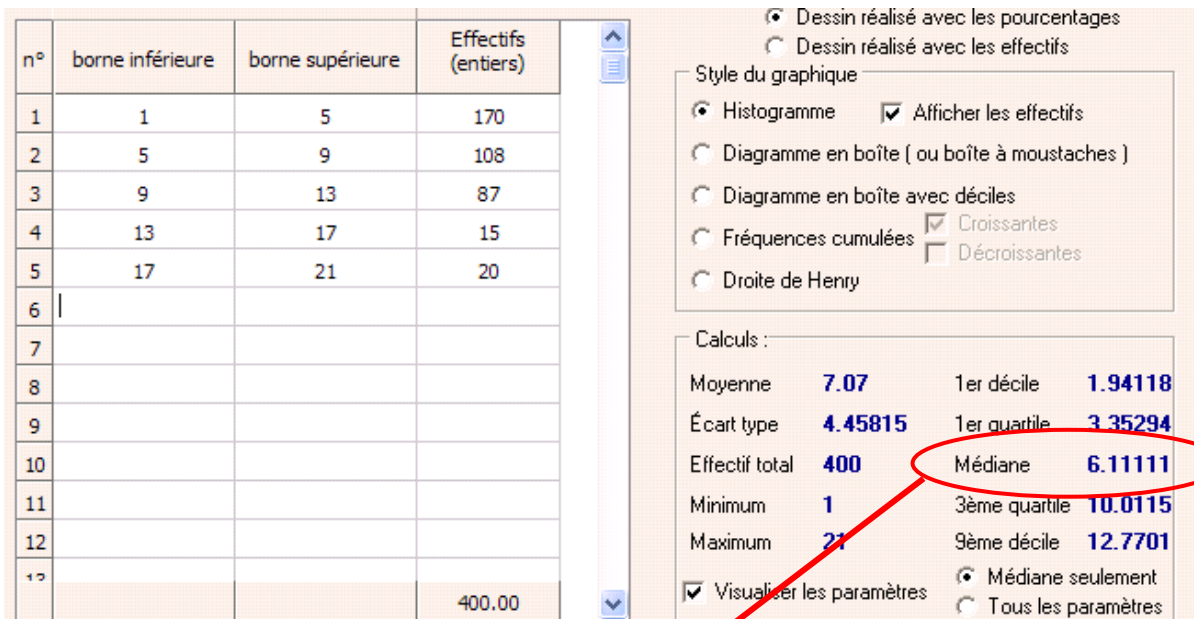 n° borne inférieure borne supérieure Effectifs (entiers)
1 1 5 170
2 5 9 108
3 9 13 87
4 13 17 15
5 17 21 20
6
7
8
9
10
11
12
13
400.00
Dessin réalisé avec les pourcentages
Dessin réalisé avec les effectifs
Style du graphique
Histogramme Afficher les effectifs
Diagramme en boîte ( ou boîte à moustaches )
Diagramme en boîte avec déciles
Fréquences cumulées Croissantes
Décroissantes
Droite de Henry
Calculs :
Moyenne 7.07 1er décile 1.94118
Écart type 4.45815 1er quartile 3.35294
Effectif total 400 Médiane 6.11111
Minimum 1 3ème quartile 10.0115
Maximum 21 9ème décile 12.7701
Visualiser les paramètres Médiane seulement
Tous les paramètres